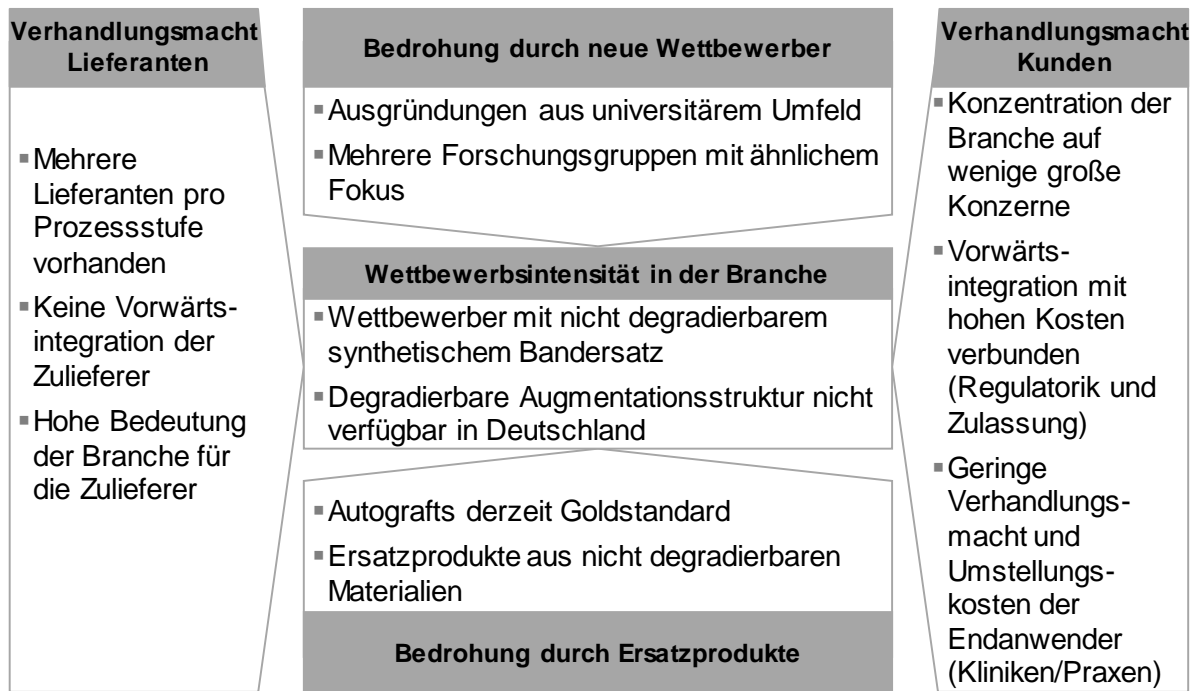 Verhandlungsmacht
Lieferanten
▪Mehrere
Lieferanten pro
Prozessstufe
vorhanden
▪Keine Vorwärts-
integration der
Zulieferer
▪Hohe Bedeutung
der Branche für
die Zulieferer
Bedrohung durch neue Wettbewerber
▪Ausgründungen aus universitärem Umfeld
▪Mehrere Forschungsgruppen mit ähnlichem
Fokus
Wettbewerbsintensität in der Branche
▪Wettbewerber mit nicht degradierbarem
synthetischem Bandersatz
▪Degradierbare Augmentationsstruktur nicht
verfügbar in Deutschland
▪Autografts derzeit Goldstandard
▪Ersatzprodukte aus nicht degradierbaren
Materialien
Bedrohung durch Ersatzprodukte
Verhandlungsmacht
Kunden
▪Konzentration der
Branche auf
wenige große
Konzerne
▪Vorwärts-
integration mit
hohen Kosten
verbunden
(Regulatorik und
Zulassung)
▪Geringe
Verhandlungs-
macht und
Umstellungs-
kosten der
Endanwender
(Kliniken/Praxen)